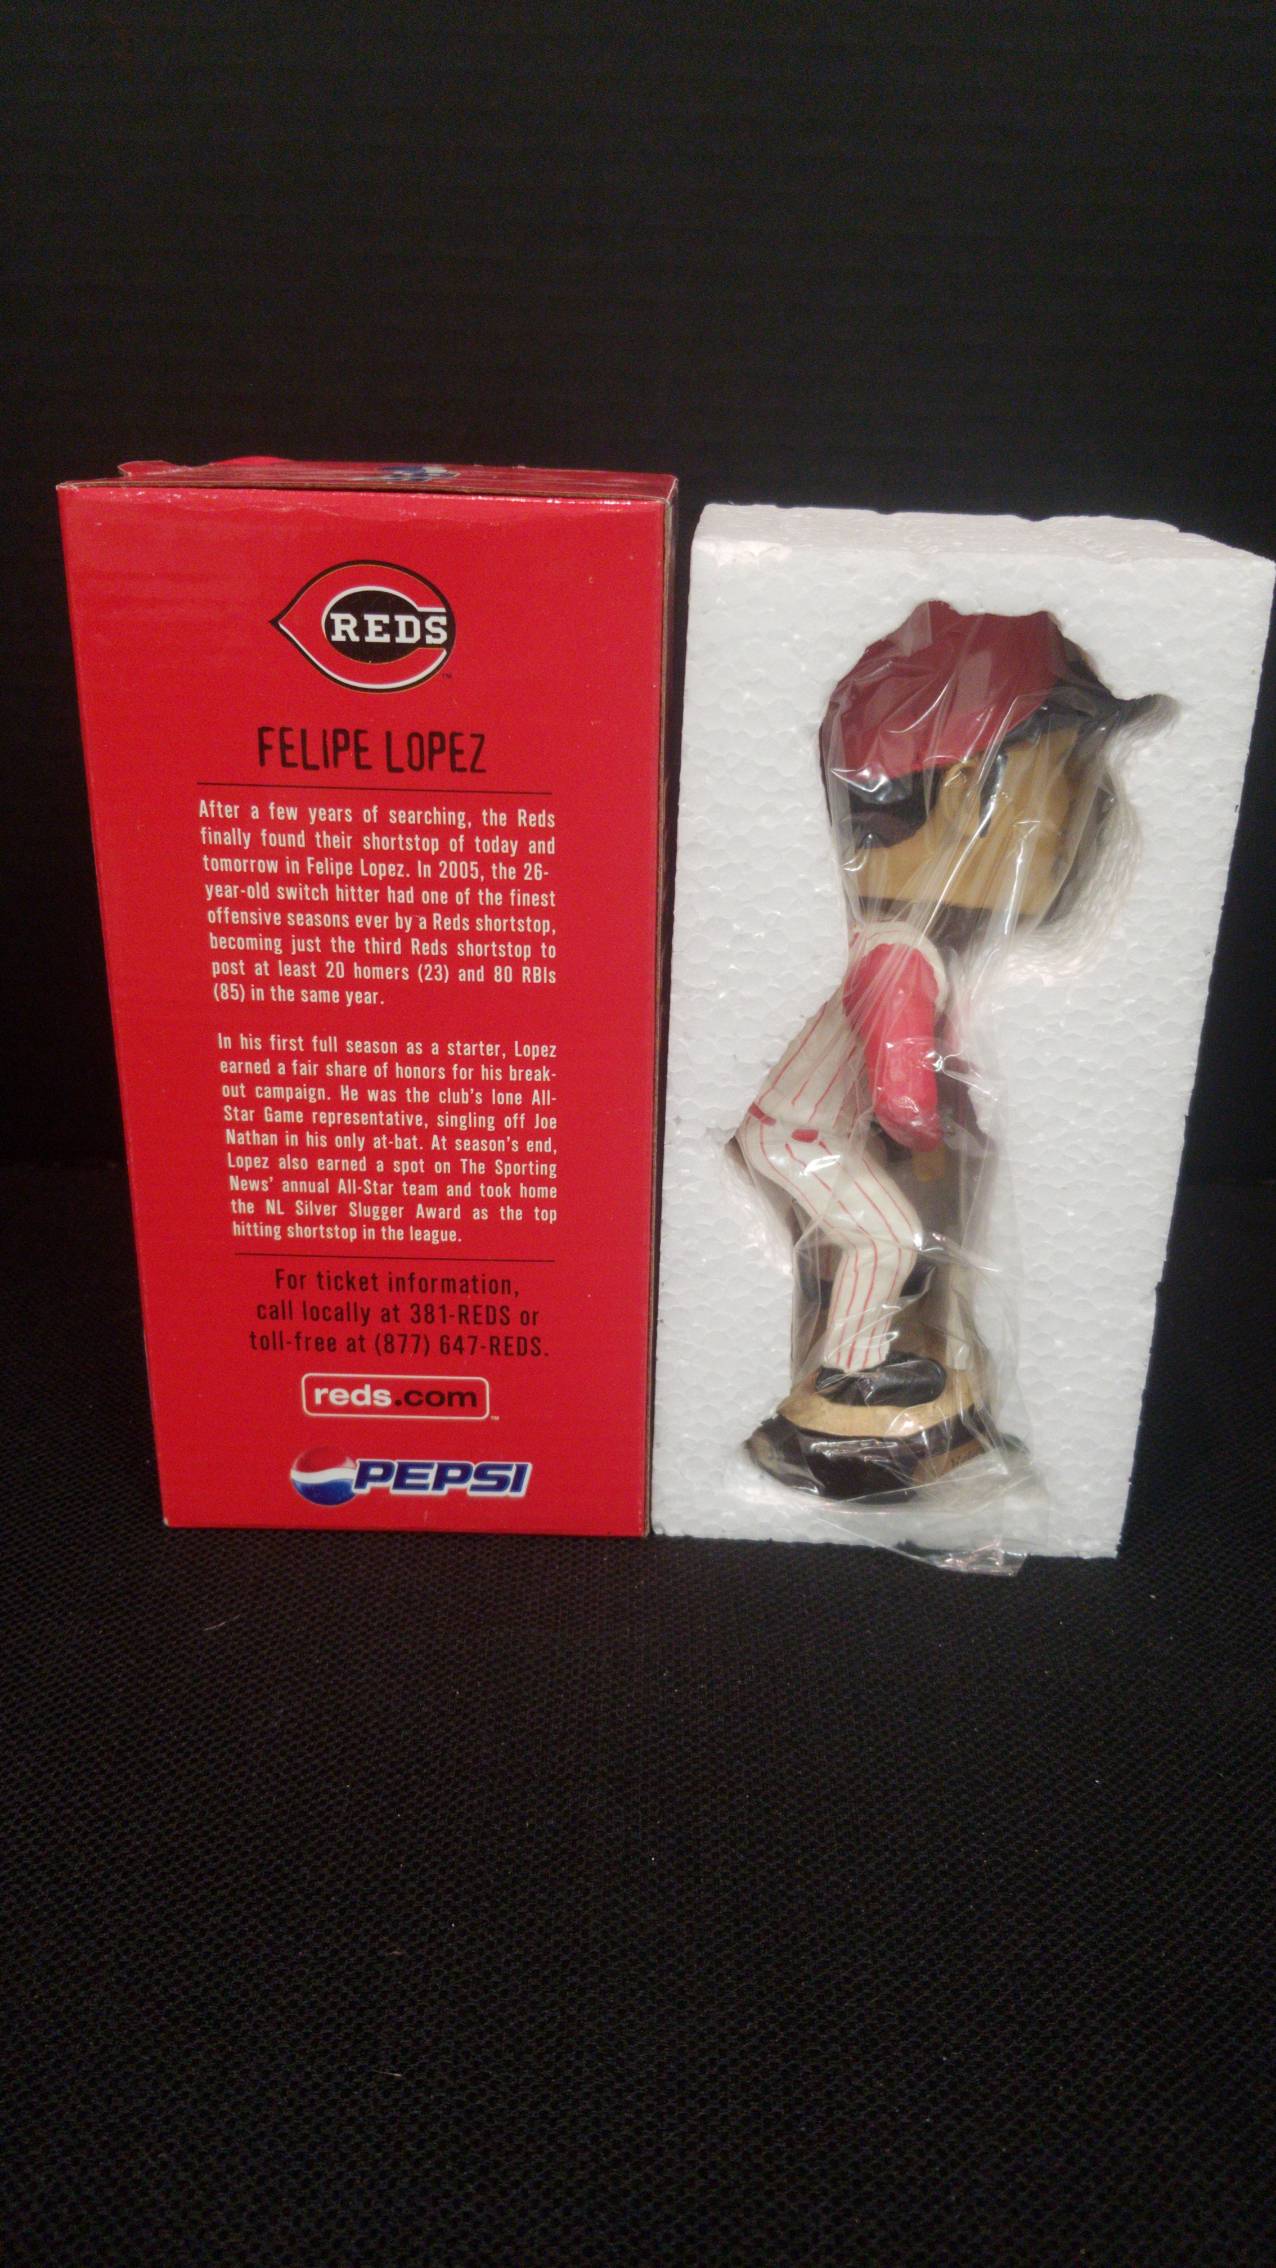 REDS
™
FELIPE LOPEZ
After a few years of searching, the Reds
finally found their shortstop of today and
tomorrow in Felipe Lopez. In 2005, the 26-
year-old switch hitter had one of the finest
offensive seasons ever by a Reds shortstop,
becoming just the third Reds shortstop to
post at least 20 homers (23) and 80 RBIs
(85) in the same year.
In his first full season as a starter, Lopez
earned a fair share of honors for his break-
out campaign. He was the club's lone All-
Star Game representative, singling off Joe
Nathan in his only at-bat. At season's end,
Lopez also earned a spot on The Sporting
News' annual All-Star team and took home
the NL Silver Slugger Award as the top
hitting shortstop in the league.
For ticket information,
call locally at 381-REDS or
toll-free at (877) 647-REDS.
reds.com
™
PEPSI